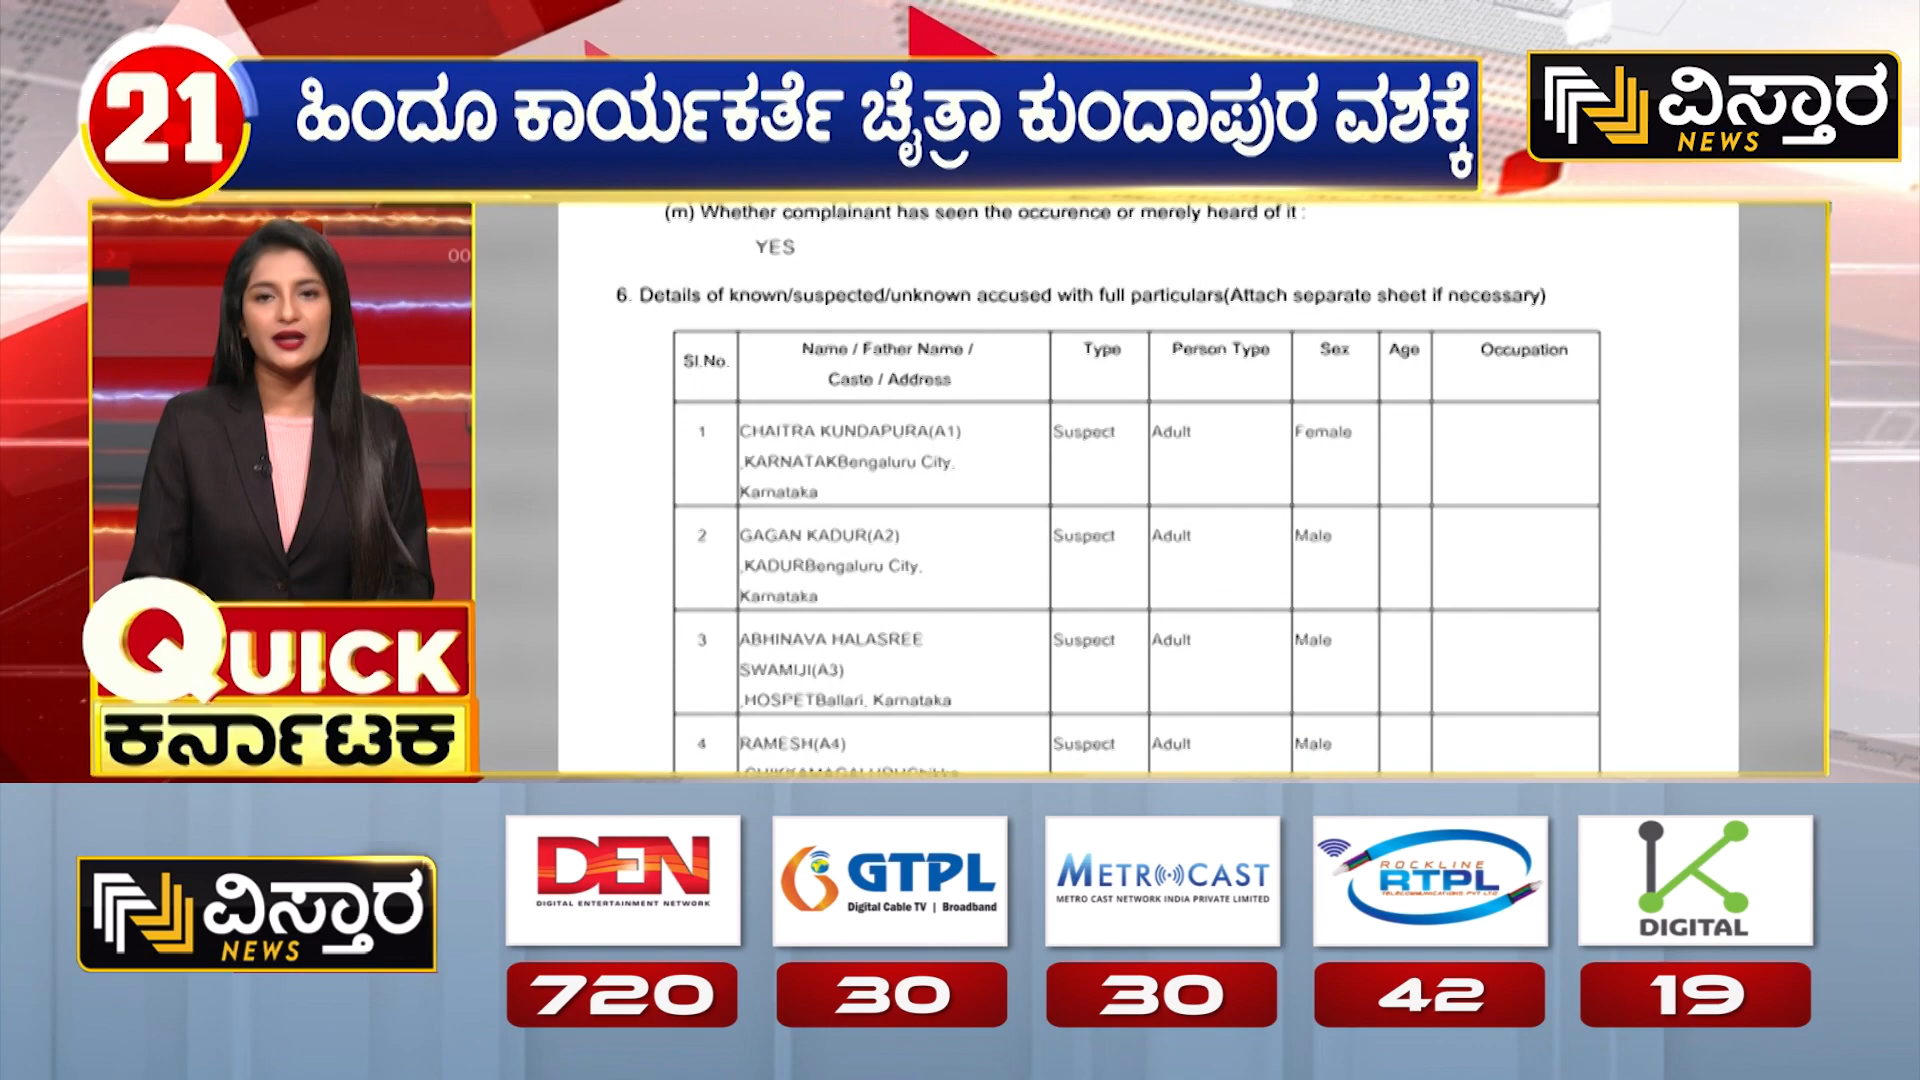 21
ಹಿಂದೂ ಕಾರ್ಯಕರ್ತೆ ಚೈತ್ರಾ ಕುಂದಾಪುರ ವಶಕ್ಕೆ
ವಿಸ್ತಾರ
NEWS
00
(m) Whether complainant has seen the occurence or merely heard of it :
YES
6. Details of known/suspected/unknown accused with full particulars(Attach separate sheet if necessary)
Sl.No. Name / Father Name / Caste / Address Type Person Type Sex Age Occupation
1 CHAITRA KUNDAPURA(A1) Suspect Adult Female
,KARNATAKBengaluru City,
Karnataka
2 GAGAN KADUR(A2) Suspect Adult Male
,KADURBengaluru City,
Karnataka
3 ABHINAVA HALASREE Suspect Adult Male
SWAMIJI(A3)
,HOSPETBallari, Karnataka
4 RAMESH(A4) Suspect Adult Male
QUICK
ಕರ್ನಾಟಕ
ವಿಸ್ತಾರ
NEWS
DEN
DIGITAL ENTERTAINMENT NETWORK
720
GTPL
Digital Cable TV | Broadband
30
METROCAST
METRO CAST NETWORK INDIA PRIVATE LIMITED
30
ROCKLINE
RTPL
TELECOMMUNICATIONS PVT LTD
42
K
DIGITAL
19